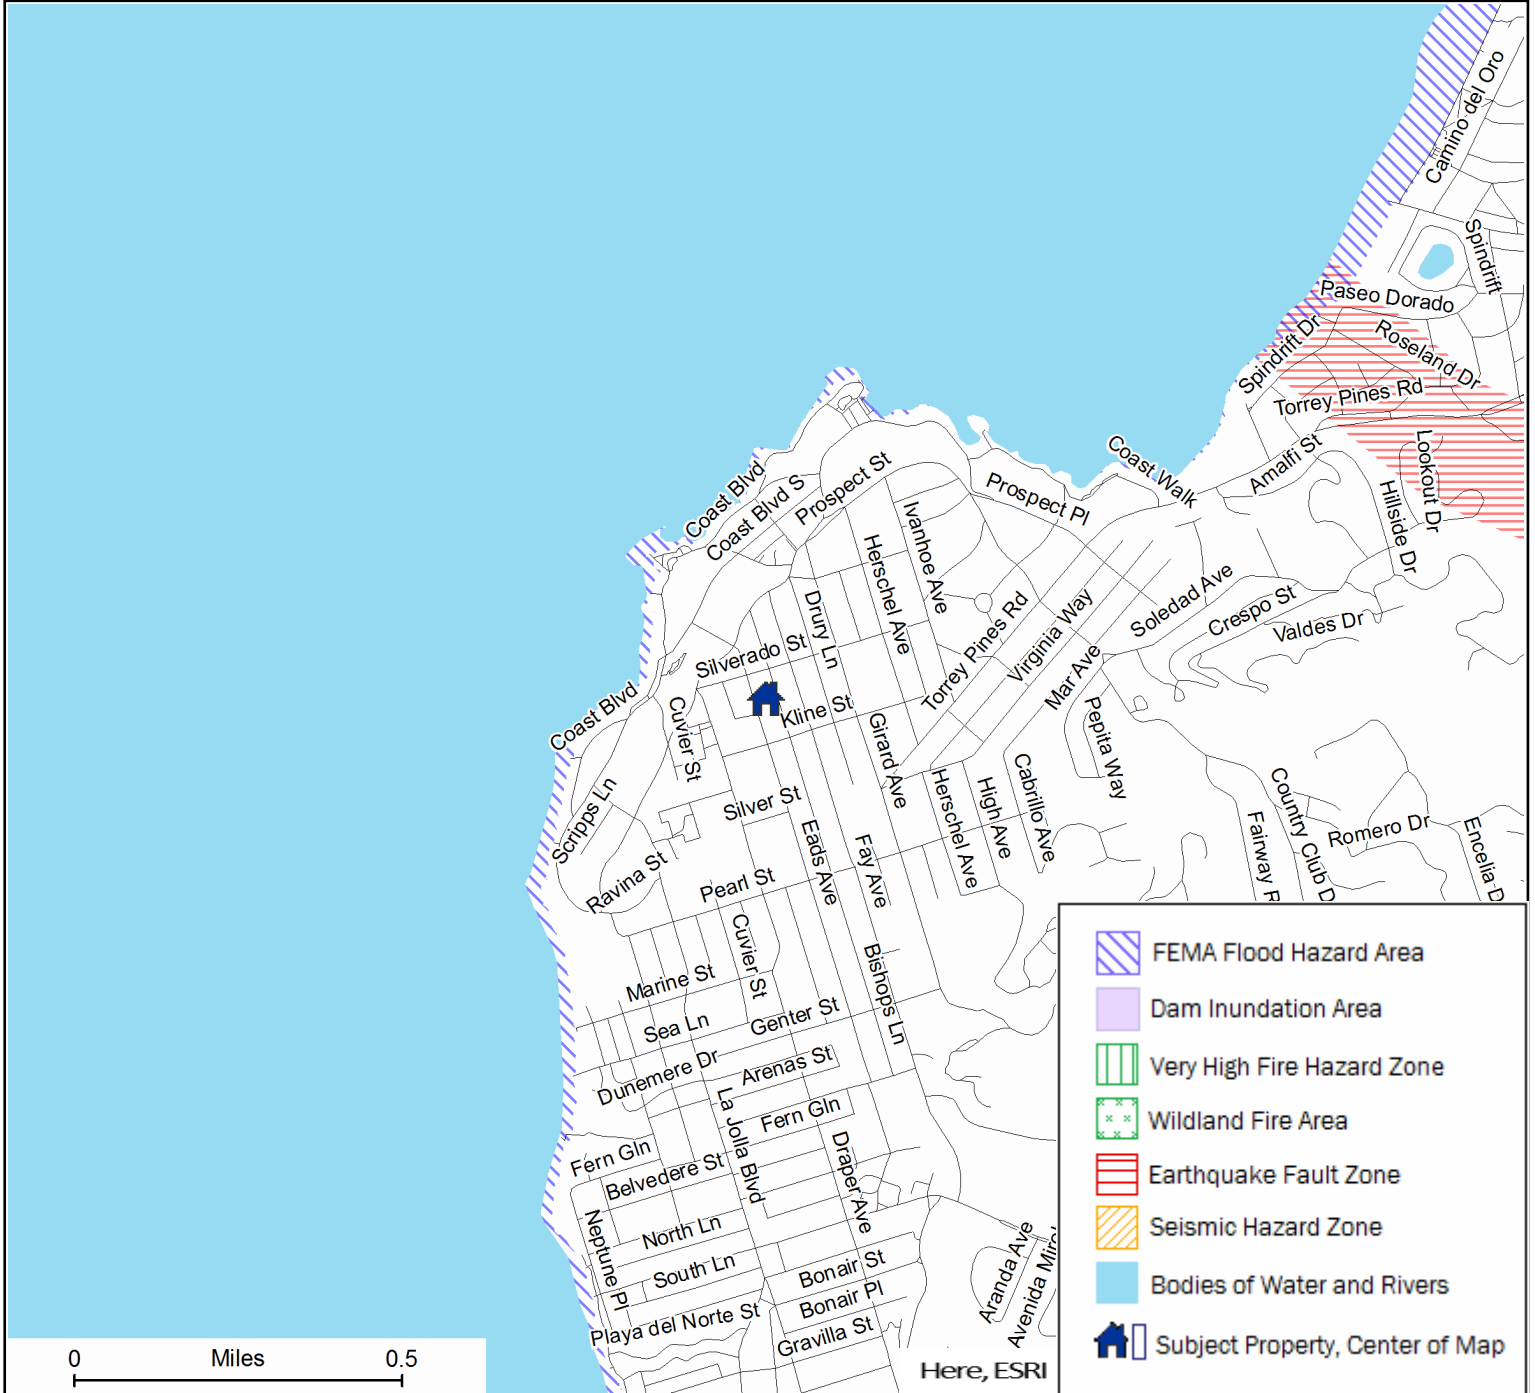 Camino del Oro
Spindrift
Paseo Dorado
Spindrift Dr
Roseland Dr
Torrey Pines Rd
Amalfi St
Lookout Dr
Hillside Dr
Coast Walk
Prospect Pl
Prospect St
Coast Blvd
Coast Blvd S
Ivanhoe Ave
Herschel Ave
Drury Ln
Soledad Ave
Crespo St
Valdes Dr
Torrey Pines Rd
Virginia Way
Mar Ave
Silverado St
Kline St
Coast Blvd
Cuvier St
Girard Ave
Pepita Way
Scripps Ln
Silver St
Herschel Ave
High Ave
Cabrillo Ave
Country Club D
Fairway R
Romero Dr
Encelia D
Ravina St
Pearl St
Eads Ave
Fay Ave
Cuvier St
Marine St
Bishops Ln
Sea Ln
Genter St
Dunemere Dr
Arenas St
La Jolla Blvd
Fern Gln
Fern Gln
Belvedere St
Draper Ave
Neptune Pl
North Ln
South Ln
Bonair St
Bonair Pl
Playa del Norte St
Gravilla St
Aranda Ave
Avenida Mirol
FEMA Flood Hazard Area
Dam Inundation Area
Very High Fire Hazard Zone
Wildland Fire Area
Earthquake Fault Zone
Seismic Hazard Zone
Bodies of Water and Rivers
Subject Property, Center of Map
0 Miles 0.5
Here, ESRI